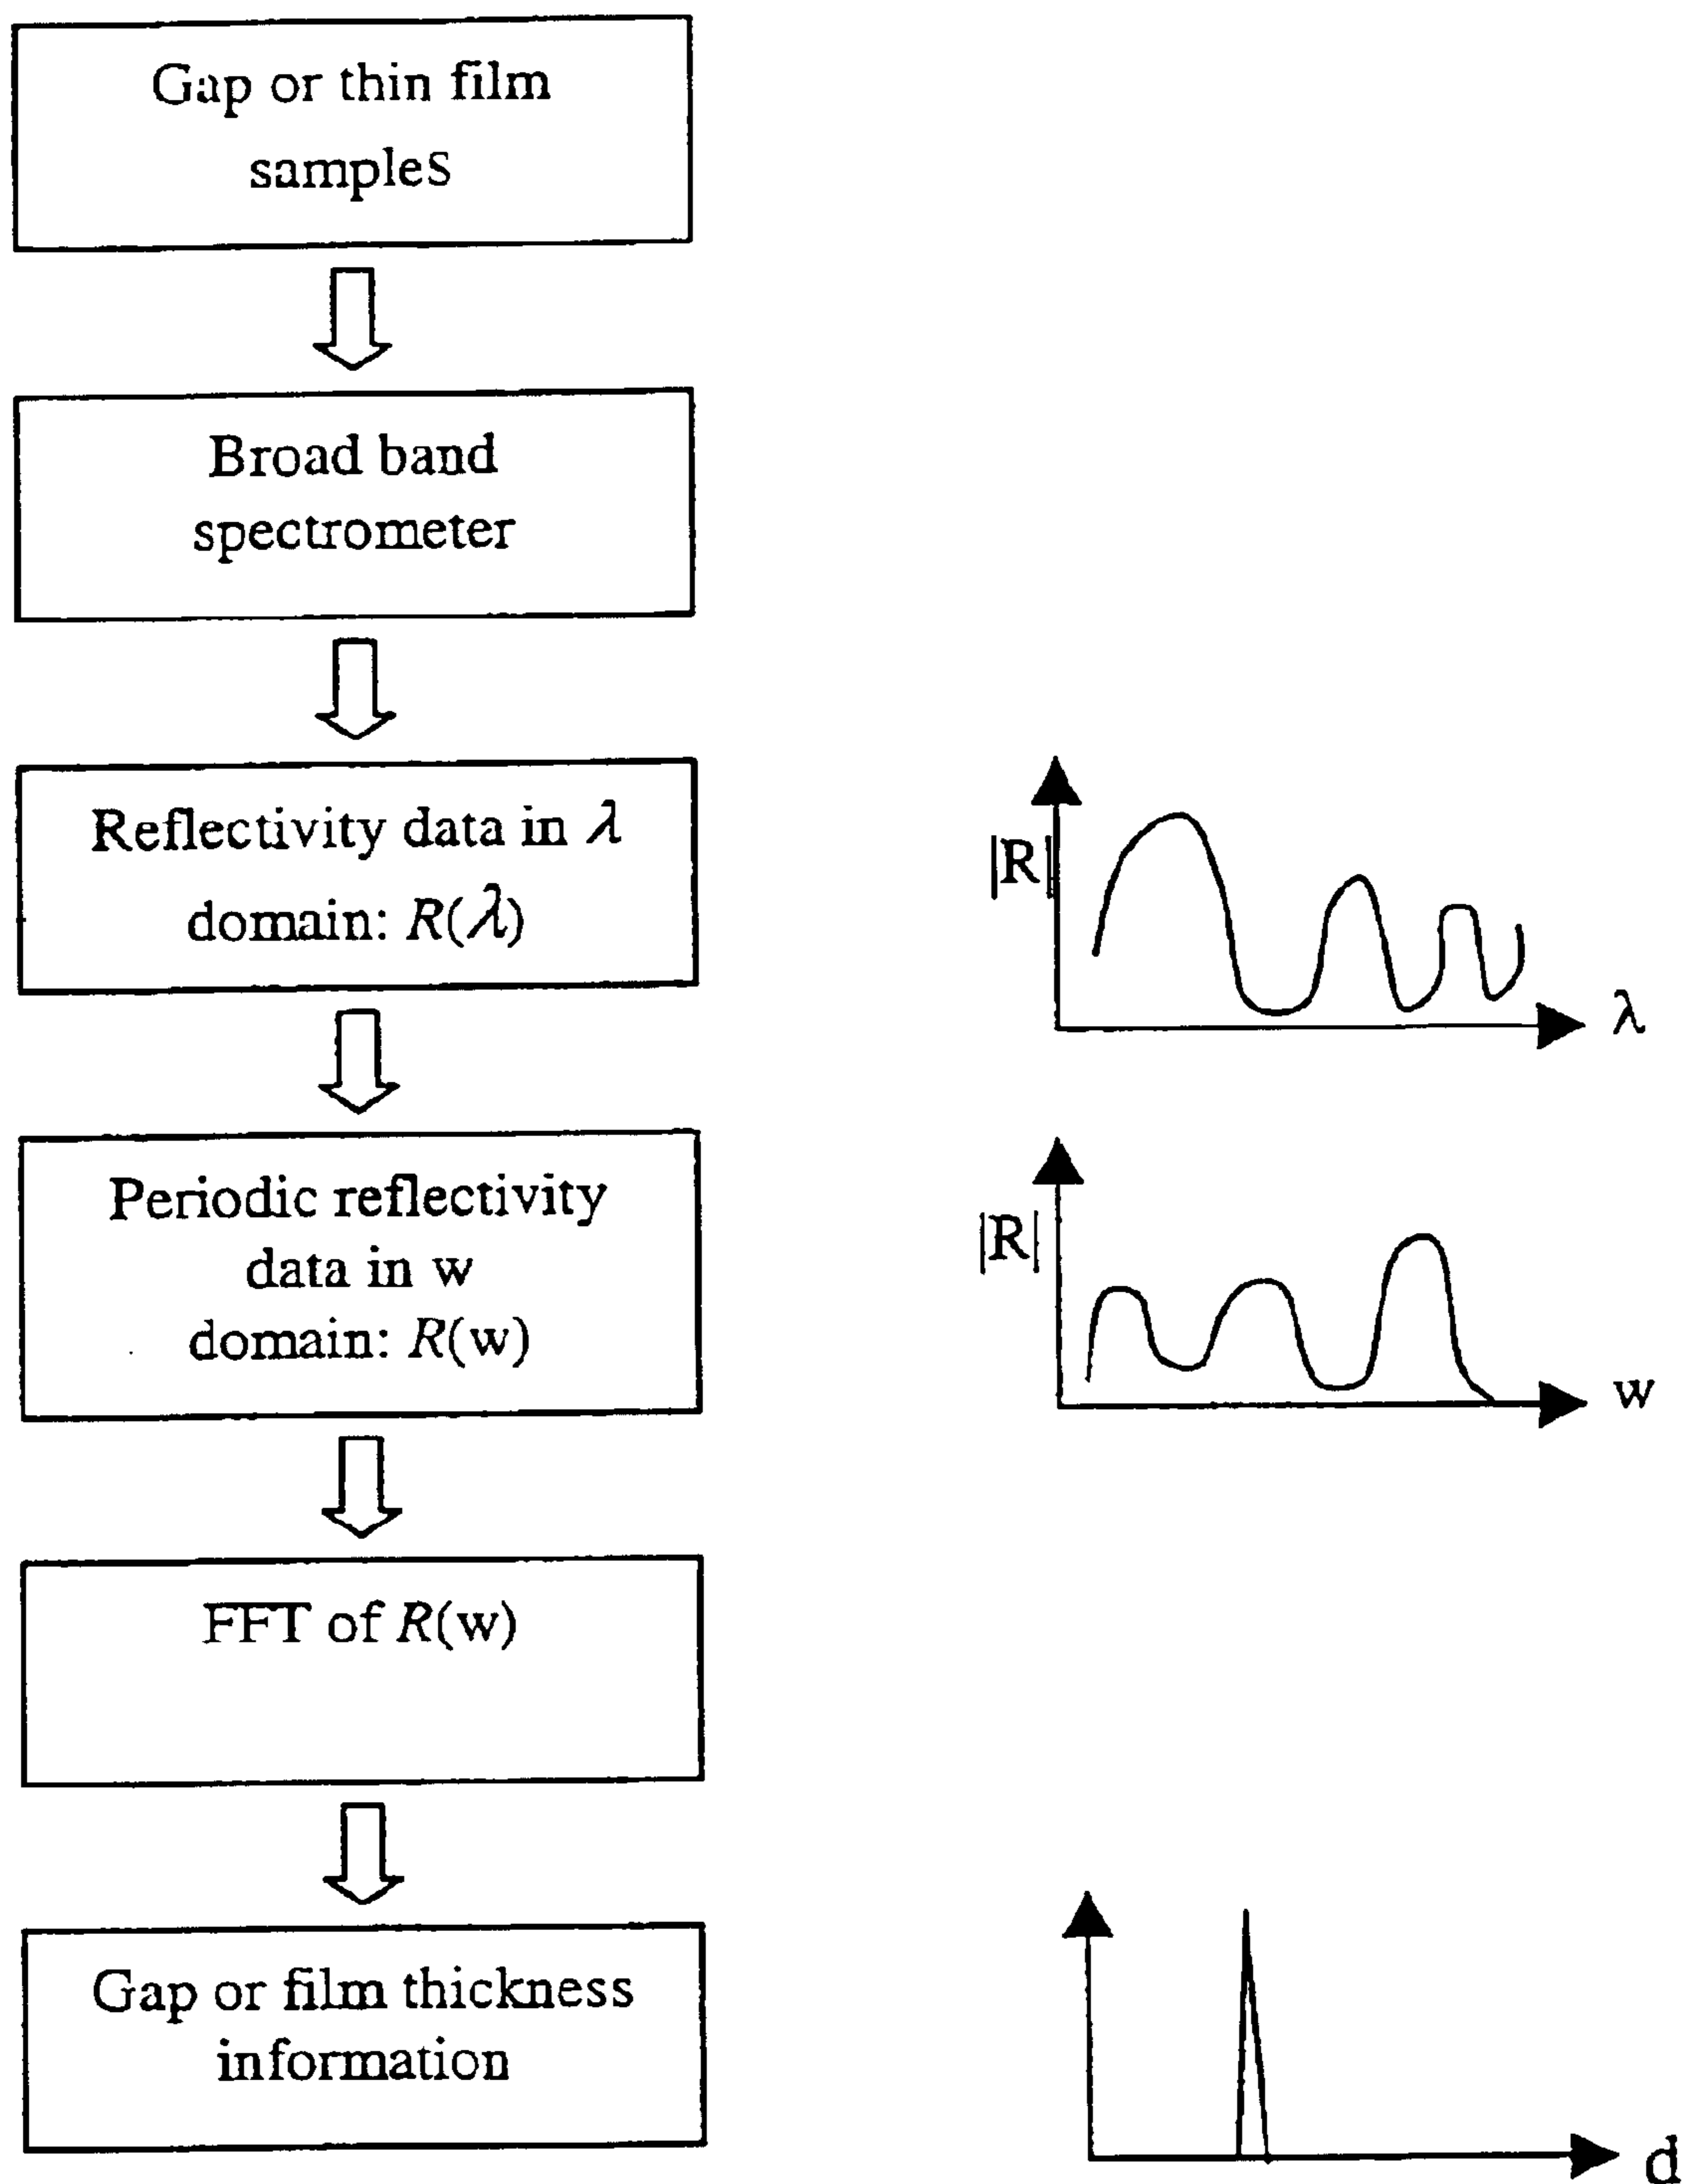 Gap or thin film
samples
Broad band
spectrometer
Reflectivity data in λ
domain: R(λ)
|R|
λ
Periodic reflectivity
data in w
domain: R(w)
|R|
w
FFT of R(w)
Gap or film thickness
information
d